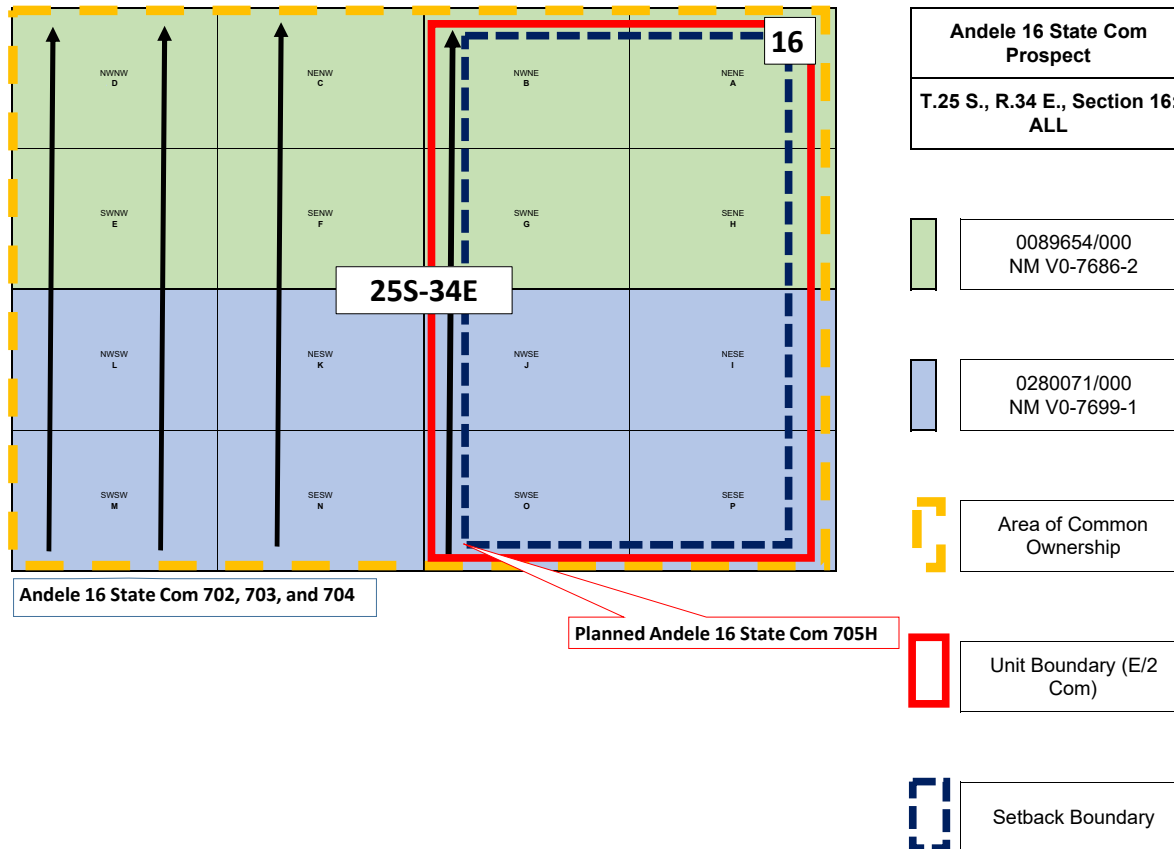 16
NWNW
D
NENW
C
NWNE
B
NENE
A
SWNW
E
SENW
F
SWNE
G
SENE
H
25S-34E
NWSW
L
NESW
K
NWSE
J
NESE
I
SWSW
M
SESW
N
SWSE
O
SESE
P
Andele 16 State Com 702, 703, and 704
Planned Andele 16 State Com 705H
Andele 16 State Com
Prospect
T.25 S., R.34 E., Section 16:
ALL
0089654/000
NM V0-7686-2
0280071/000
NM V0-7699-1
Area of Common
Ownership
Unit Boundary (E/2
Com)
Setback Boundary